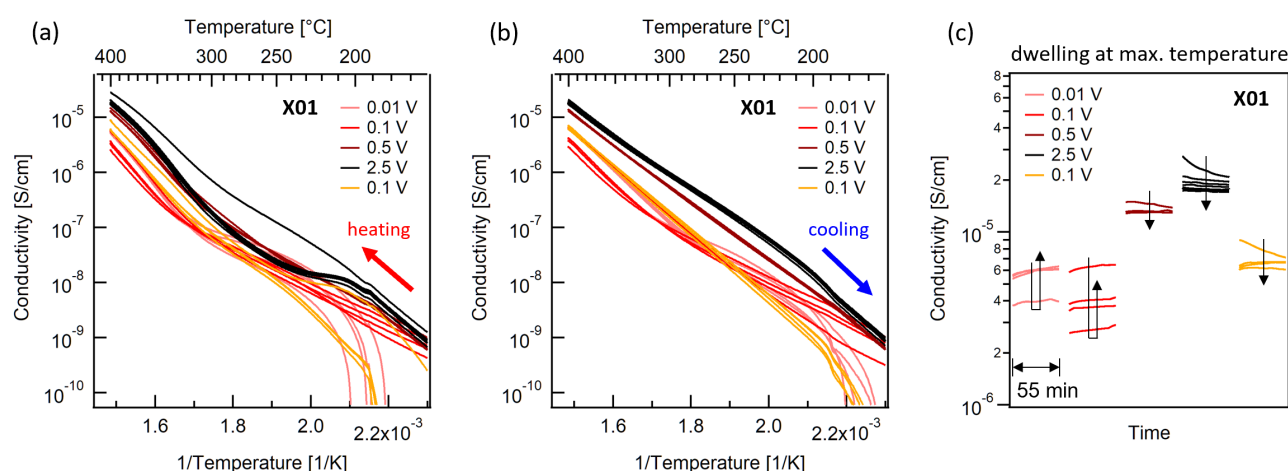 (a)
Temperature [°C]
400
300
200
X01
0.01 V
0.1 V
0.5 V
2.5 V
0.1 V
heating
Conductivity [S/cm]
10-5
10-6
10-7
10-8
10-9
10-10
1.6
1.8
2.0
2.2x10-3
1/Temperature [1/K]
(b)
Temperature [°C]
400
300
200
X01
0.01 V
0.1 V
0.5 V
2.5 V
0.1 V
cooling
Conductivity [S/cm]
10-5
10-6
10-7
10-8
10-9
10-10
1.6
1.8
2.0
2.2x10-3
1/Temperature [1/K]
(c)
dwelling at max. temperature
X01
0.01 V
0.1 V
0.5 V
2.5 V
0.1 V
Conductivity [S/cm]
8
6
4
2
10-5
8
6
4
2
10-6
55 min
Time